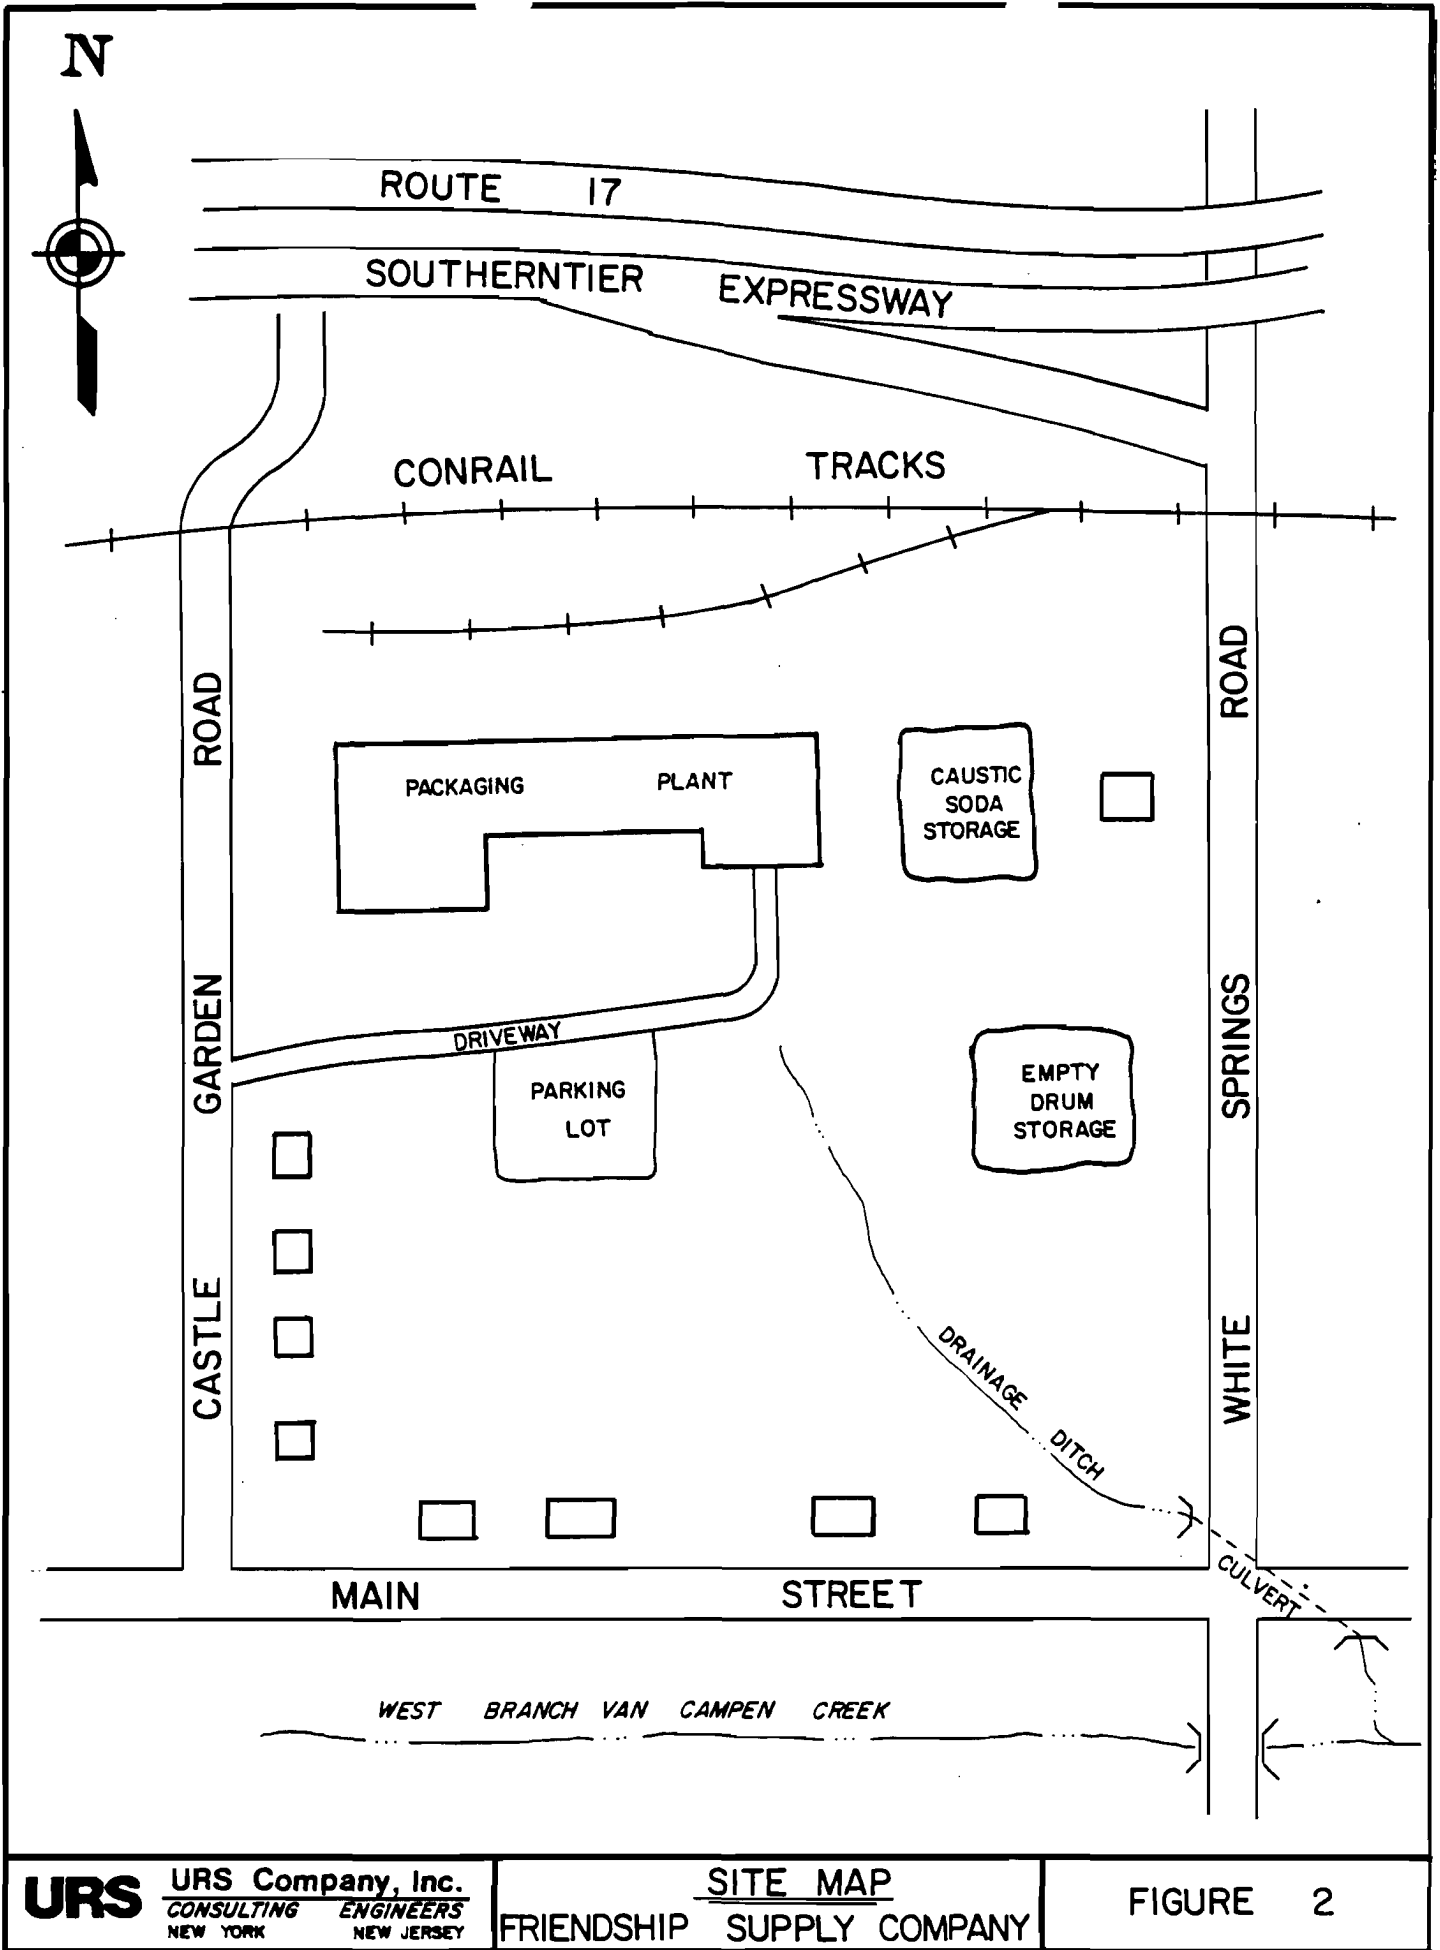 N
ROUTE 17
SOUTHERNTIER EXPRESSWAY
CONRAIL TRACKS
CASTLE GARDEN ROAD
WHITE SPRINGS ROAD
PACKAGING PLANT
CAUSTIC
SODA
STORAGE
DRIVEWAY
PARKING
LOT
EMPTY
DRUM
STORAGE
DRAINAGE DITCH
CULVERT
MAIN STREET
WEST BRANCH VAN CAMPEN CREEK
URS
URS Company, Inc.
CONSULTING ENGINEERS
NEW YORK NEW JERSEY
SITE MAP
FRIENDSHIP SUPPLY COMPANY
FIGURE 2